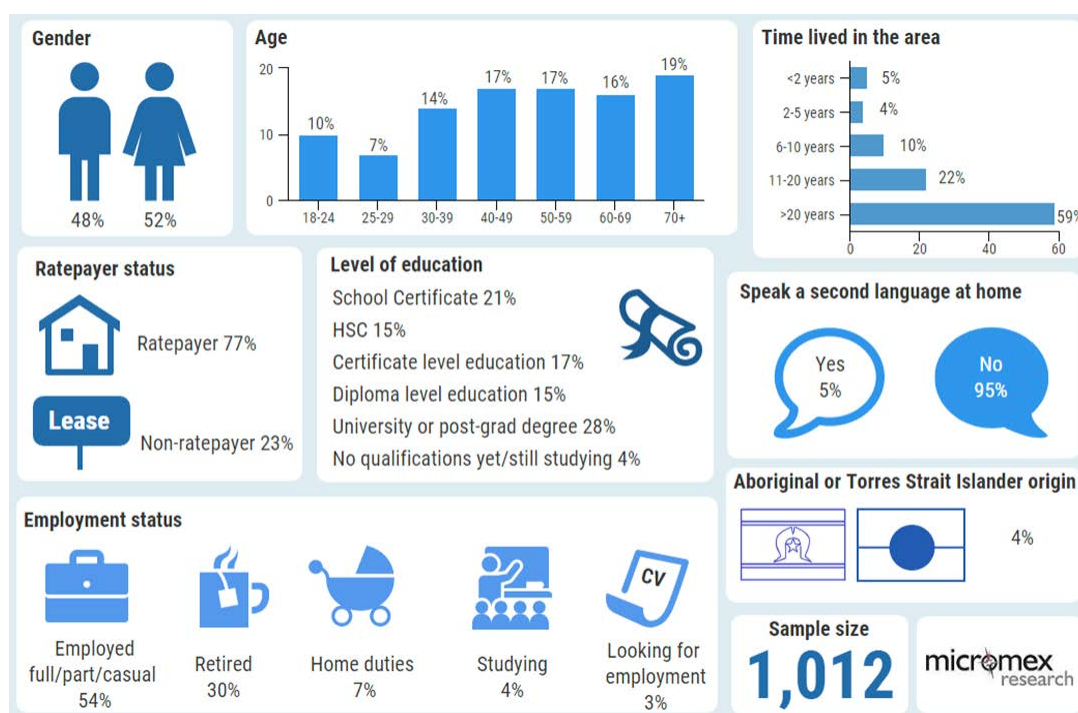 Gender
48% 52%
Age
20
10
0
10%
7%
14%
17%
17%
16%
19%
18-24 25-29 30-39 40-49 50-59 60-69 70+
Time lived in the area
<2 years 5%
2-5 years 4%
6-10 years 10%
11-20 years 22%
>20 years 59%
0 20 40 60
Ratepayer status
Ratepayer 77%
Lease
Non-ratepayer 23%
Level of education
School Certificate 21%
HSC 15%
Certificate level education 17%
Diploma level education 15%
University or post-grad degree 28%
No qualifications yet/still studying 4%
Speak a second language at home
Yes
5%
No
95%
Aboriginal or Torres Strait Islander origin
4%
Employment status
Employed
full/part/casual
54%
Retired
30%
Home duties
7%
Studying
4%
CV
Looking for
employment
3%
Sample size
1,012
micromex
research